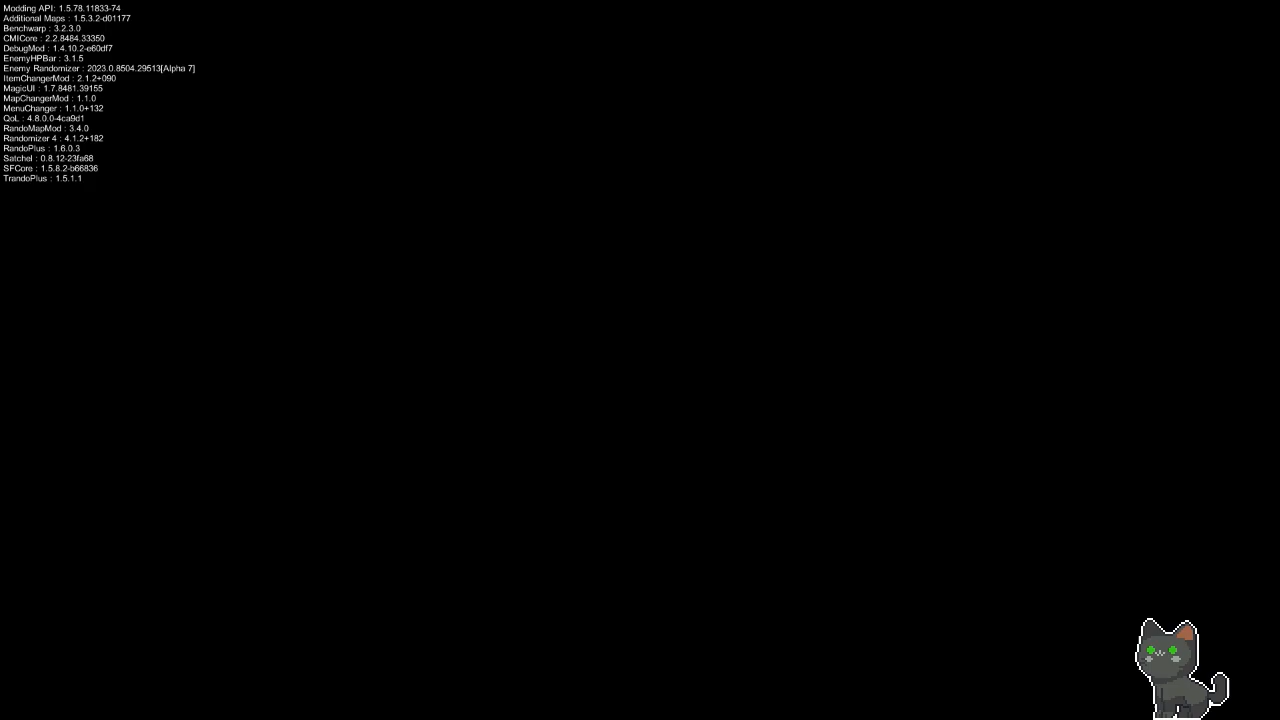 Modding API: 1.5.78.11833-74
Additional Maps : 1.5.3.2-d01177
Benchwarp : 3.2.3.0
CMICore : 2.2.8484.33350
DebugMod : 1.4.10.2-e60df7
EnemyHPBar : 3.1.5
Enemy Randomizer : 2023.0.8504.29513[Alpha 7]
ItemChangerMod : 2.1.2+090
MagicUI : 1.7.8481.39155
MapChangerMod : 1.1.0
MenuChanger : 1.1.0+132
QoL : 4.8.0.0-4ca9d1
RandoMapMod : 3.4.0
Randomizer 4 : 4.1.2+182
RandoPlus : 1.6.0.3
Satchel : 0.8.12-23fa68
SFCore : 1.5.8.2-b66836
TrandoPlus : 1.5.1.1